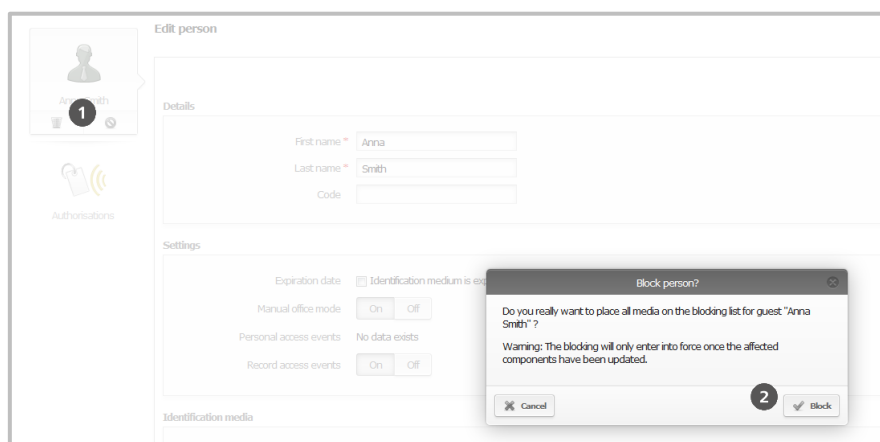 Edit person
Anna Smith
1
Authorisations
Details
First name * Anna
Last name * Smith
Code
Settings
Expiration date Identification medium is
Manual office mode On Off
Personal access events No data exists
Record access events On Off
Identification media
Block person?
Do you really want to place all media on the blocking list for guest "Anna
Smith" ?
Warning: The blocking will only enter into force once the affected
components have been updated.
Cancel
2
Block